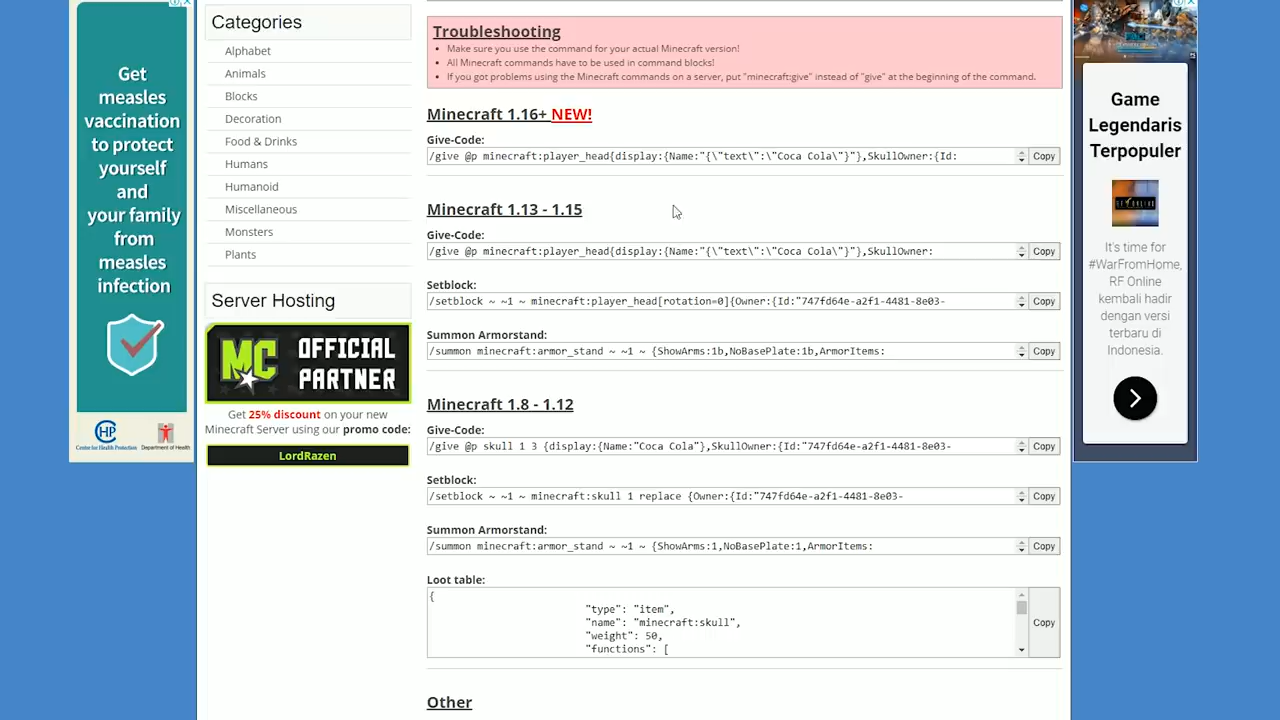 Get
measles
vaccination
to protect
yourself
and
your family
from
measles
infection
CHP
Centre for Health Protection
Department of Health
Categories
Alphabet
Animals
Blocks
Decoration
Food & Drinks
Humans
Humanoid
Miscellaneous
Monsters
Plants
Server Hosting
MC OFFICIAL
PARTNER
Get 25% discount on your new
Minecraft Server using our promo code:
LordRazen
Troubleshooting
Make sure you use the command for your actual Minecraft version!
All Minecraft commands have to be used in command blocks!
If you got problems using the Minecraft commands on a server, put "minecraft:give" instead of "give" at the beginning of the command.
Minecraft 1.16+ NEW!
Give-Code:
/give @p minecraft:player_head{display:{Name:"{\"text\":\"Coca Cola\"}"},SkullOwner:{Id: Copy
Minecraft 1.13 - 1.15
Give-Code:
/give @p minecraft:player_head{display:{Name:"{\"text\":\"Coca Cola\"}"},SkullOwner: Copy
Setblock:
/setblock ~ ~1 ~ minecraft:player_head[rotation=0]{Owner:{Id:"747fd64e-a2f1-4481-8e03- Copy
Summon Armorstand:
/summon minecraft:armor_stand ~ ~1 ~ {ShowArms:1b,NoBasePlate:1b,ArmorItems: Copy
Minecraft 1.8 - 1.12
Give-Code:
/give @p skull 1 3 {display:{Name:"Coca Cola"},SkullOwner:{Id:"747fd64e-a2f1-4481-8e03- Copy
Setblock:
/setblock ~ ~1 ~ minecraft:skull 1 replace {Owner:{Id:"747fd64e-a2f1-4481-8e03- Copy
Summon Armorstand:
/summon minecraft:armor_stand ~ ~1 ~ {ShowArms:1,NoBasePlate:1,ArmorItems: Copy
Loot table:
{
"type": "item",
"name": "minecraft:skull",
"weight": 50,
"functions": [
Copy
Other
Game
Legendaris
Terpopuler
It's time for
#WarFromHome,
RF Online
kembali hadir
dengan versi
terbaru di
Indonesia.